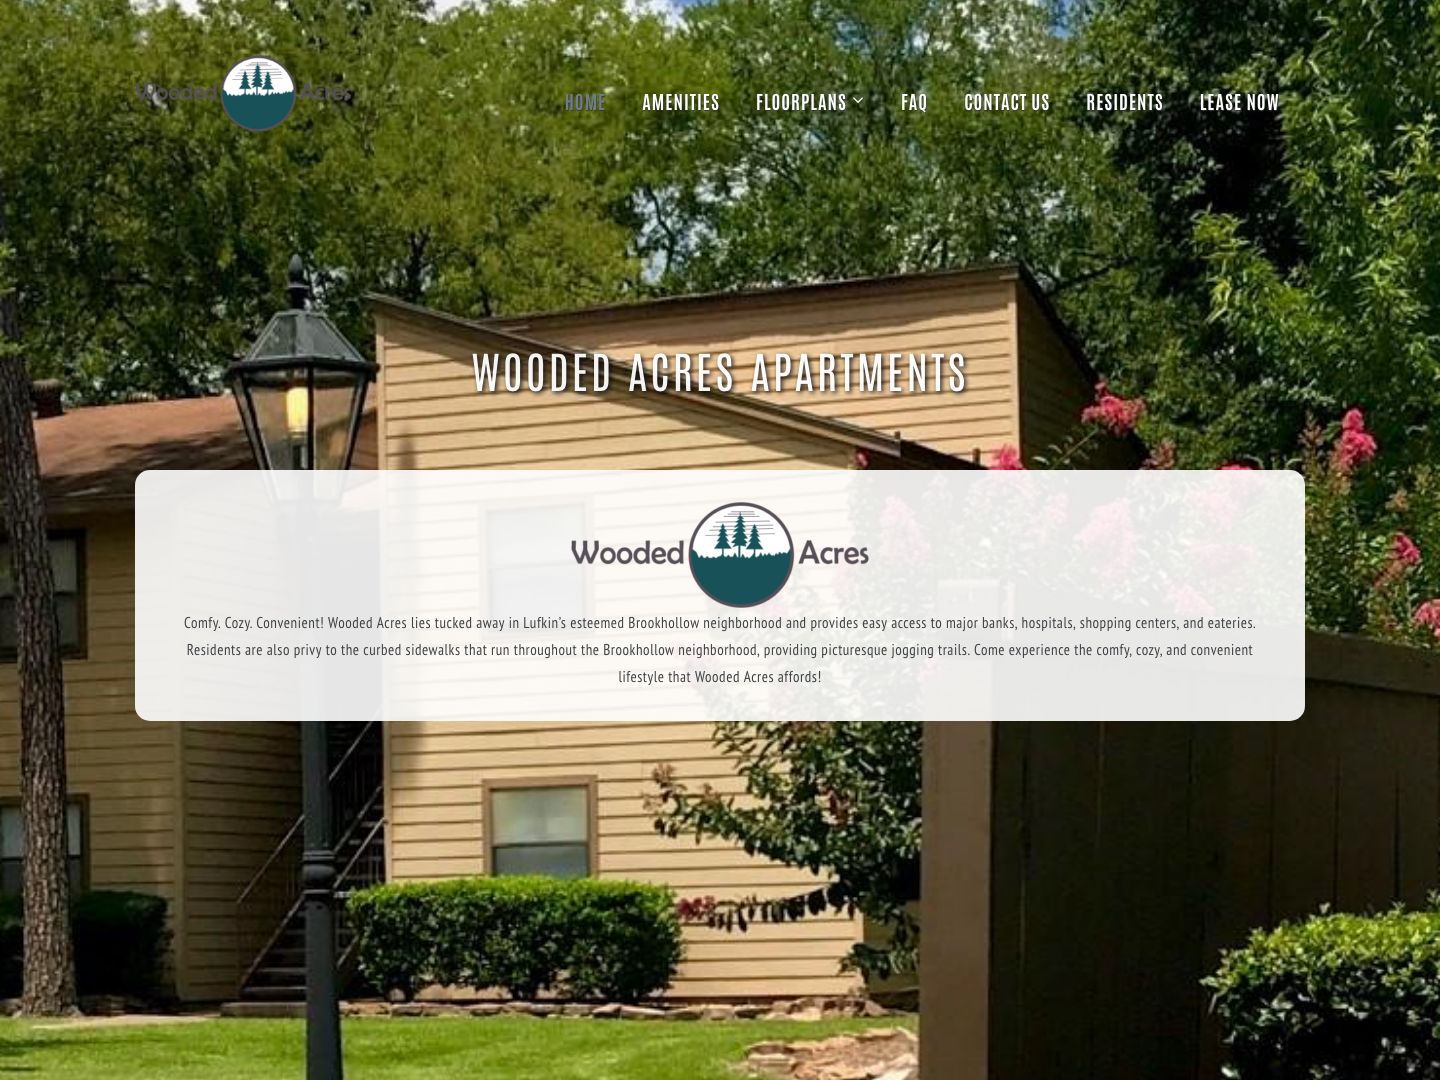 Wooded Acres
HOME AMENITIES FLOORPLANS FAQ CONTACT US RESIDENTS LEASE NOW
WOODED ACRES APARTMENTS
Wooded Acres
Comfy. Cozy. Convenient! Wooded Acres lies tucked away in Lufkin’s esteemed Brookhollow neighborhood and provides easy access to major banks, hospitals, shopping centers, and eateries.
Residents are also privy to the curbed sidewalks that run throughout the Brookhollow neighborhood, providing picturesque jogging trails. Come experience the comfy, cozy, and convenient
lifestyle that Wooded Acres affords!